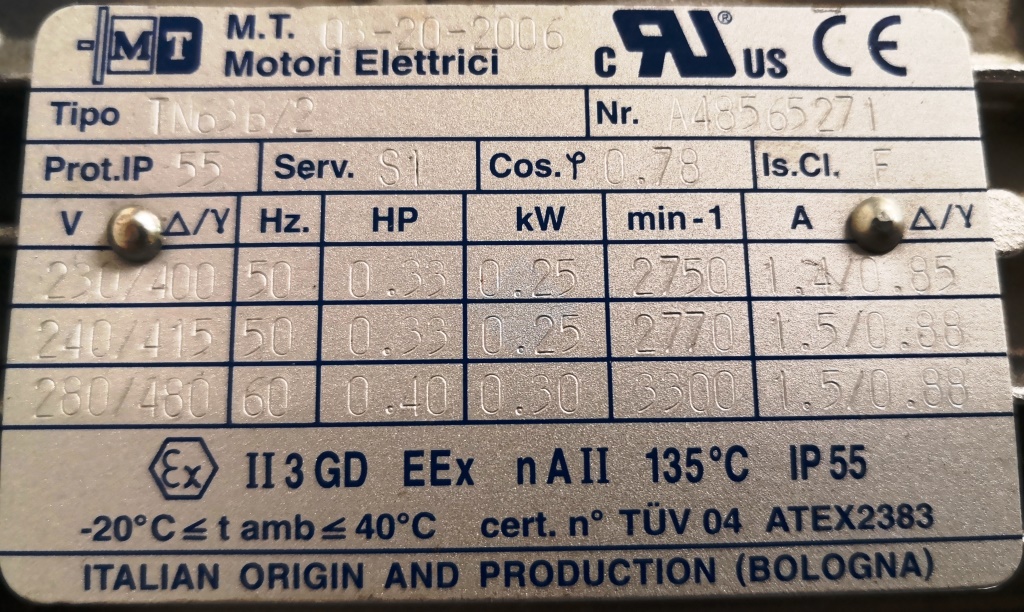 MT M.T. 03-20-2006 c RU® US CE
Motori Elettrici
Tipo TN63B/2 Nr. A48565271
Prot.IP 55 Serv. S1 Cos.φ 0.78 Is.Cl. F
V Δ/Y Hz. HP kW min-1 A Δ/Y
230/400 50 0.33 0.25 2750 1.4/0.85
240/415 50 0.33 0.25 2770 1.5/0.88
280/480 60 0.40 0.30 3300 1.5/0.88
Ex II 3 GD EEx nAII 135°C IP 55
-20°C ≤ t amb ≤ 40°C cert. n° TÜV 04 ATEX2383
ITALIAN ORIGIN AND PRODUCTION (BOLOGNA)